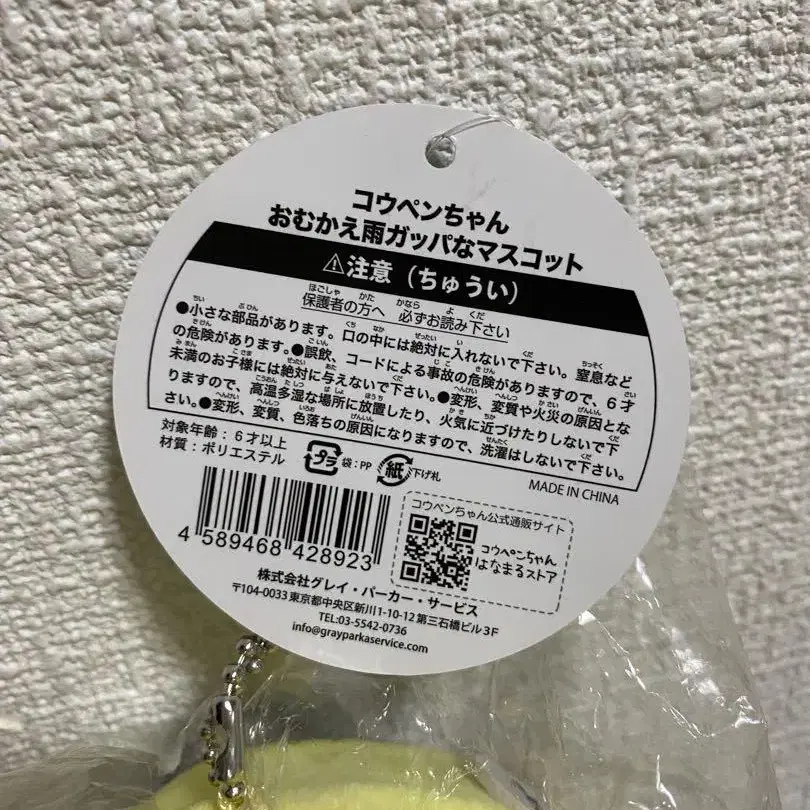 コウペンちゃん
おむかえ雨ガッパなマスコット
⚠注意（ちゅうい）
保護者の方へ 必ずお読み下さい
●小さな部品があります。口の中には絶対に入れないで下さい。窒息など
の危険があります。●誤飲、コードによる事故の危険がありますので、6才
未満のお子様には絶対に与えないで下さい。●変形、変質や火災の原因とな
りますので、高温多湿な場所に放置したり、火気に近づけたりしないで下
さい。●変形、変質、色落ちの原因になりますので、洗濯はしないで下さい。
対象年齢：6才以上
材質：ポリエステル
プラ 袋：PP 紙 下げ札
MADE IN CHINA
4 589468 428923
コウペンちゃん公式通販サイト
コウペンちゃん
はなまるストア
株式会社グレイ・パーカー・サービス
〒104-0033 東京都中央区新川1-10-12 第三石橋ビル3F
TEL:03-5542-0736
info@grayparkaservice.com